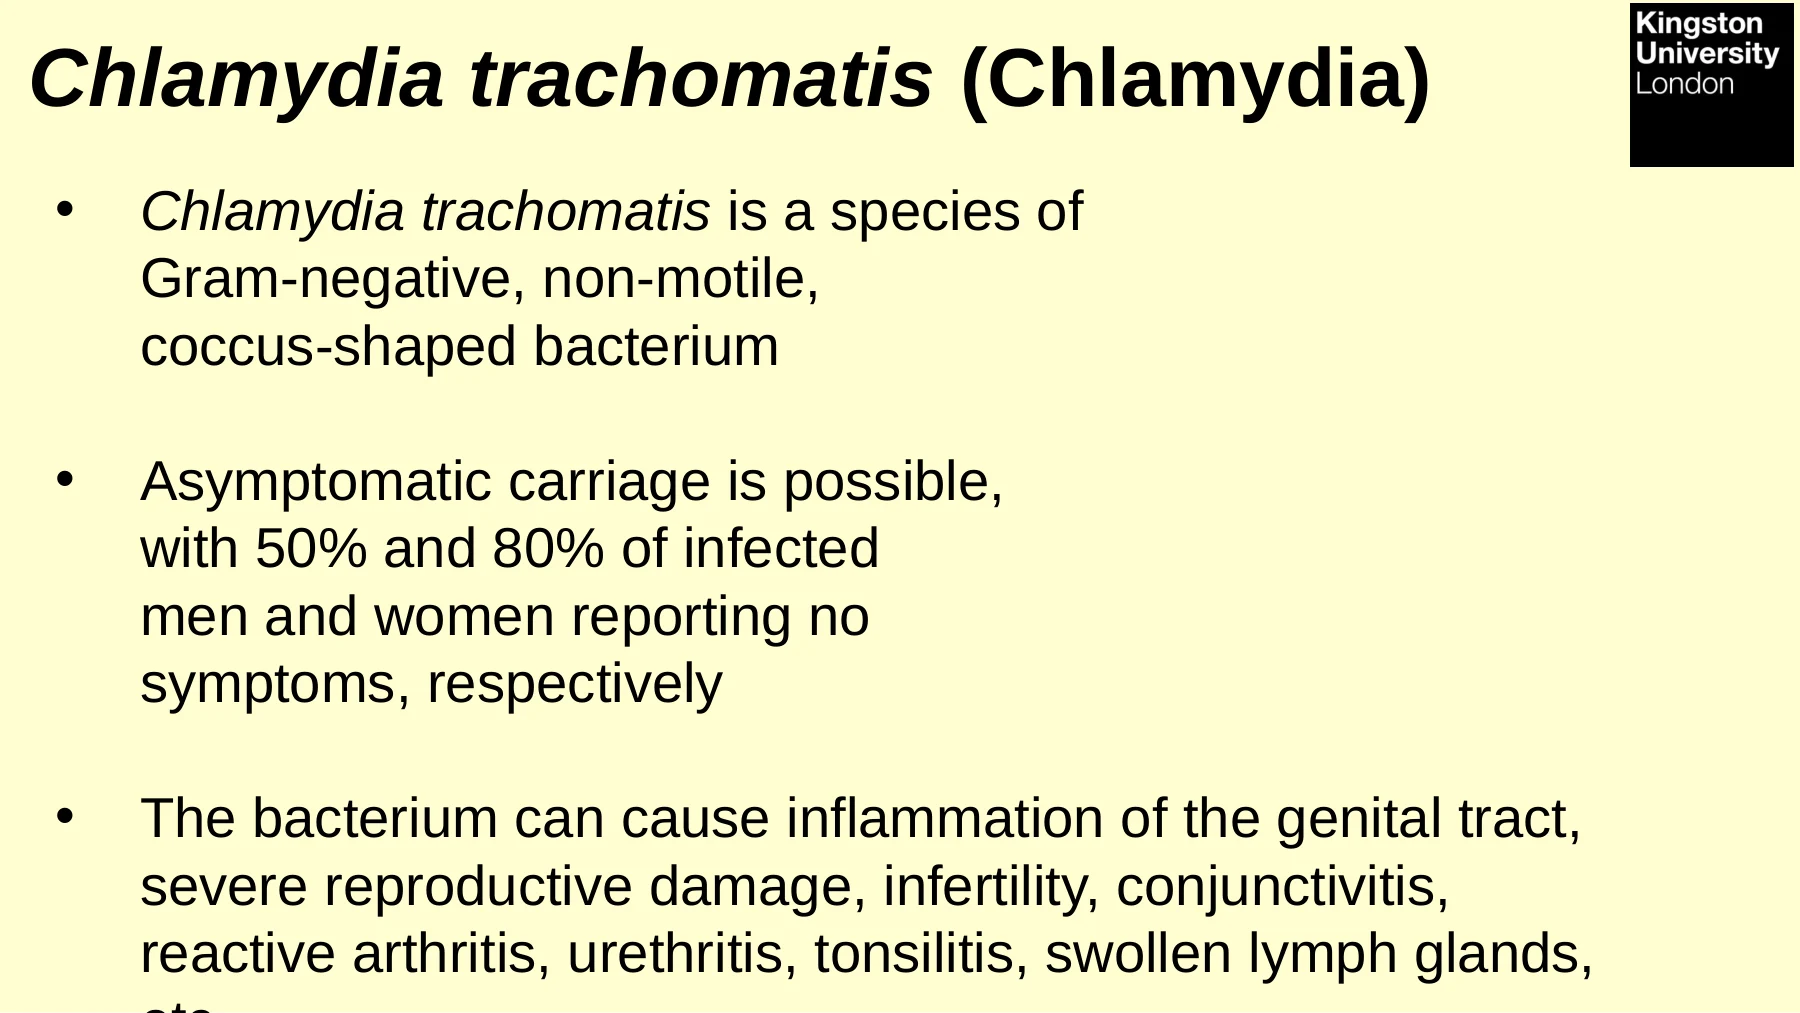 Chlamydia trachomatis (Chlamydia)
Kingston
University
London
• Chlamydia trachomatis is a species of
Gram-negative, non-motile,
coccus-shaped bacterium
• Asymptomatic carriage is possible,
with 50% and 80% of infected
men and women reporting no
symptoms, respectively
• The bacterium can cause inflammation of the genital tract,
severe reproductive damage, infertility, conjunctivitis,
reactive arthritis, urethritis, tonsilitis, swollen lymph glands,
etc